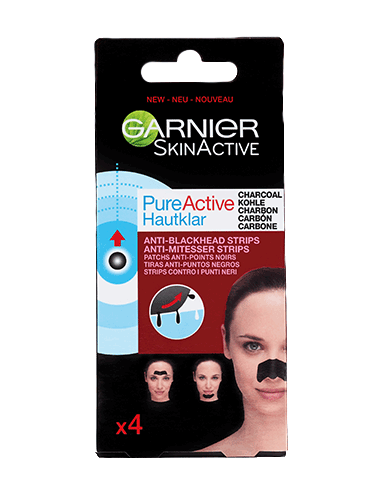 NEW - NEU - NOUVEAU
GARNIER
SKINACTIVE
PureActive
Hautklar
CHARCOAL
KOHLE
CHARBON
CARBÓN
CARBONE
ANTI-BLACKHEAD STRIPS
ANTI-MITESSER STRIPS
PATCHS ANTI-POINTS NOIRS
TIRAS ANTI-PUNTOS NEGROS
STRIPS CONTRO I PUNTI NERI
x4